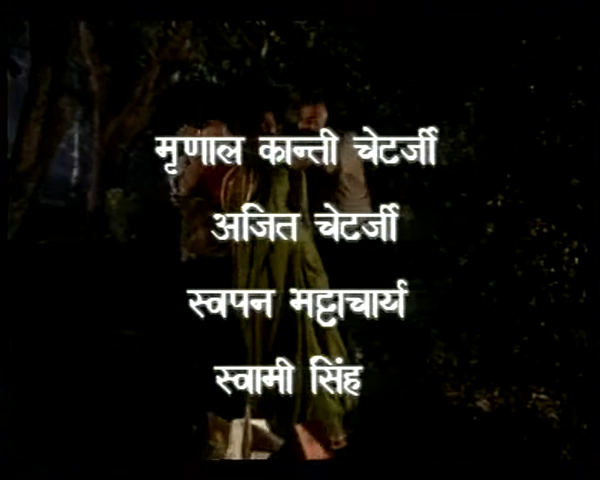 मृणाल कान्ती चेटर्जी
अजित चेटर्जी
स्वपन भट्टाचार्य
स्वामी सिंह